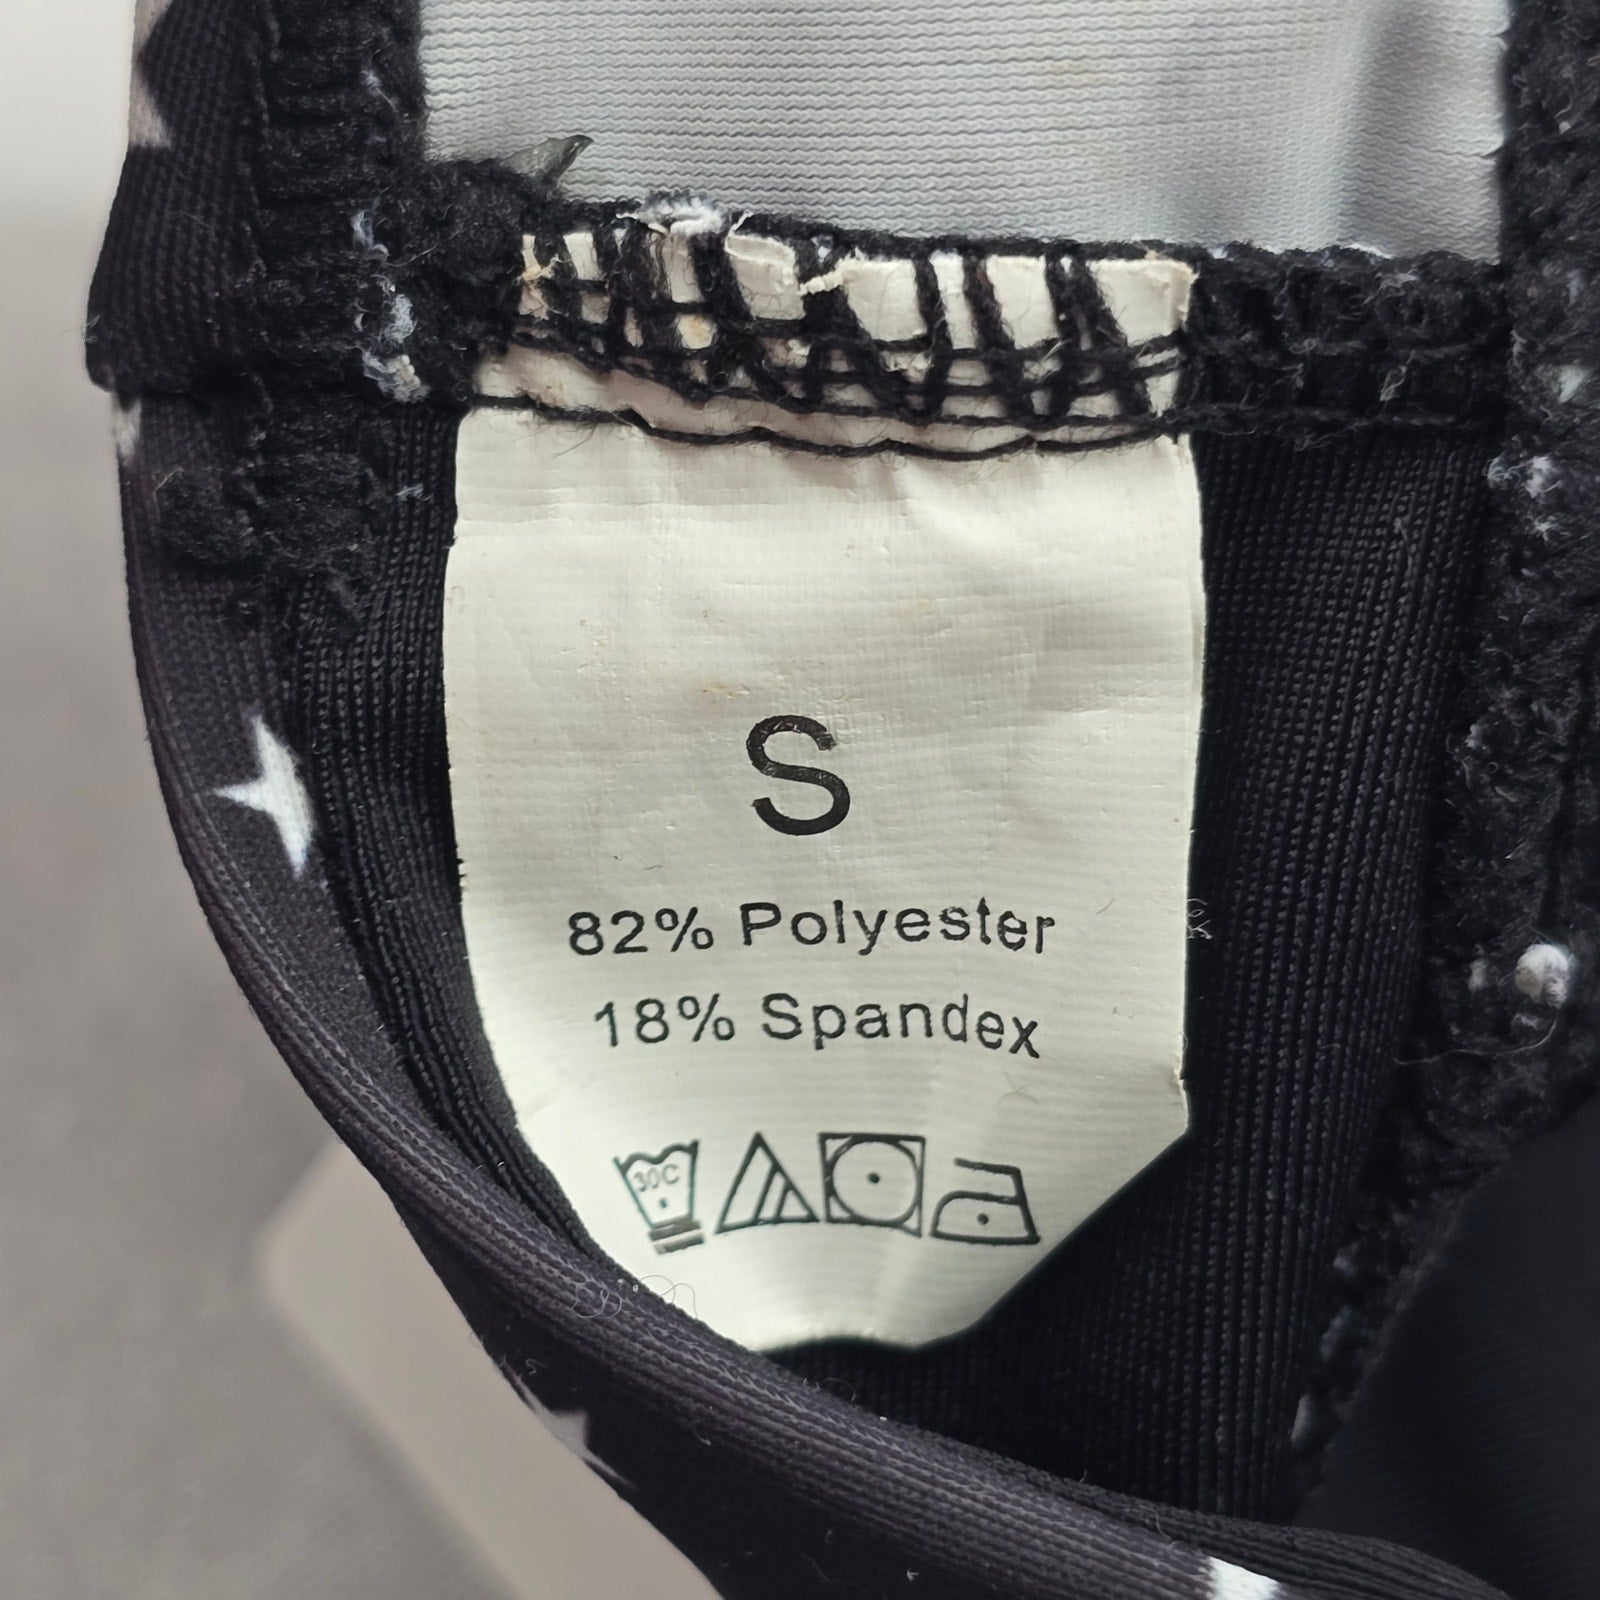 S
82% Polyester
18% Spandex
30C